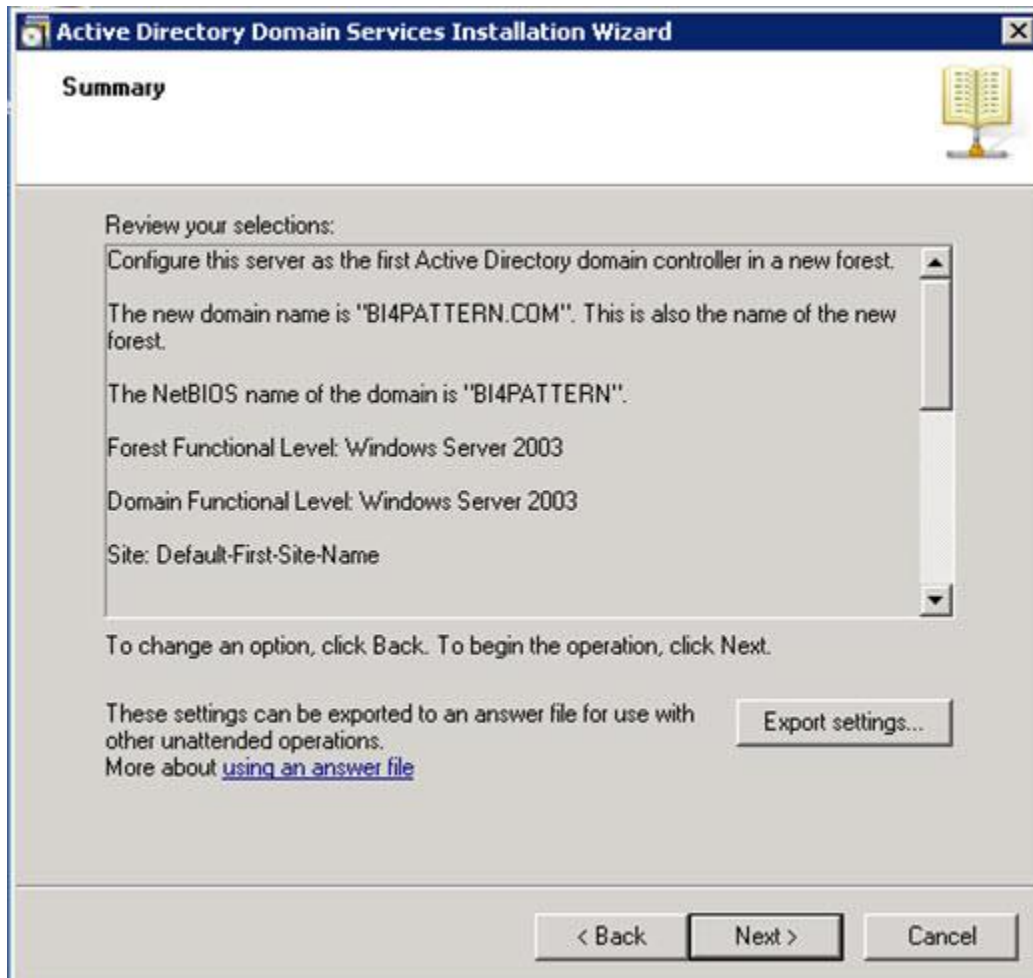 Active Directory Domain Services Installation Wizard
Summary
Review your selections:
Configure this server as the first Active Directory domain controller in a new forest.
The new domain name is "BI4PATTERN.COM". This is also the name of the new
forest.
The NetBIOS name of the domain is "BI4PATTERN".
Forest Functional Level: Windows Server 2003
Domain Functional Level: Windows Server 2003
Site: Default-First-Site-Name
To change an option, click Back. To begin the operation, click Next.
These settings can be exported to an answer file for use with
other unattended operations.
More about using an answer file
Export settings...
< Back
Next >
Cancel